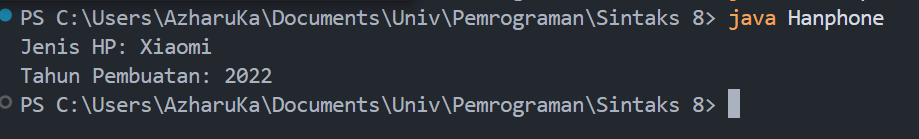 PS C:\Users\AzharuKa\Documents\Univ\Pemrograman\Sintaks 8> java Hanphone
Jenis HP: Xiaomi
Tahun Pembuatan: 2022
PS C:\Users\AzharuKa\Documents\Univ\Pemrograman\Sintaks 8>